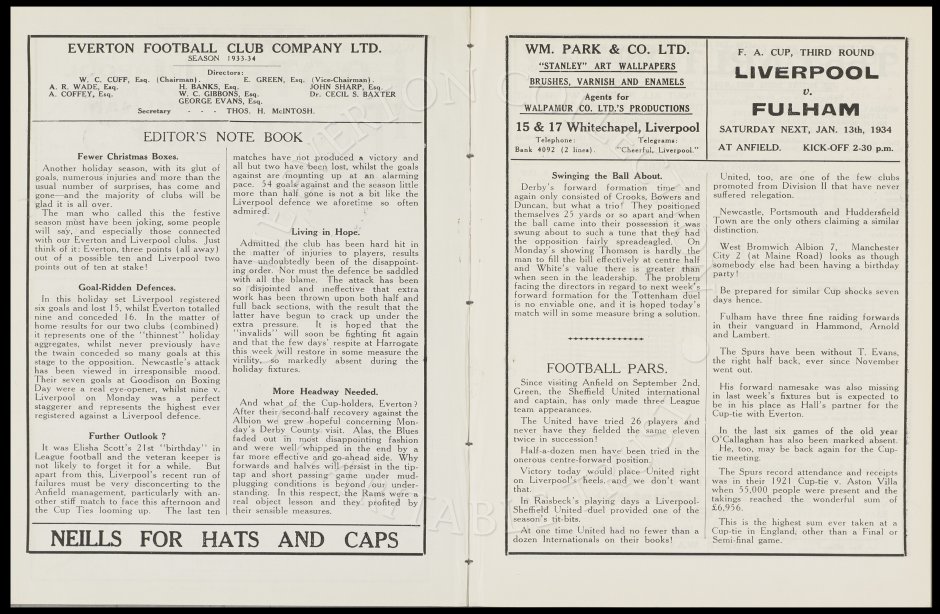 EVERTON FOOTBALL CLUB COMPANY LTD.
SEASON 1933-34
Directors:
W. C. CUFF, Esq. (Chairman). E. GREEN, Esq. (Vice-Chairman).
A. R. WADE, Esq. H. BANKS, Esq. JOHN SHARP, Esq.
A. COFFEY, Esq. W. C. GIBBONS, Esq. Dr. CECIL S. BAXTER
GEORGE EVANS, Esq.
Secretary - - - THOS. H. McINTOSH.
EDITOR'S NOTE BOOK
Fewer Christmas Boxes.
Another holiday season, with its glut of
goals, numerous injuries and more than the
usual number of surprises, has come and
gone—and the majority of clubs will be
glad it is all over.
The man who called this the festive
season must have been joking, some people
will say, and especially those connected
with our Everton and Liverpool clubs. Just
think of it: Everton, three points (all away)
out of a possible ten and Liverpool two
points out of ten at stake!
Goal-Ridden Defences.
In this holiday set Liverpool registered
six goals and lost 15, whilst Everton totalled
nine and conceded 16. In the matter of
home results for our two clubs (combined)
it represents one of the "thinnest" holiday
aggregates, whilst never previously have
the twain conceded so many goals at this
stage to the opposition. Newcastle's attack
has been viewed in irresponsible mood.
Their seven goals at Goodison on Boxing
Day were a real eye-opener, whilst nine v.
Liverpool on Monday was a perfect
staggerer and represents the highest ever
registered against a Liverpool defence.
Further Outlook ?
It was Elisha Scott's 21st "birthday" in
League football and the veteran keeper is
not likely to forget it for a while. But
apart from this, Liverpool's recent run of
failures must be very disconcerting to the
Anfield management, particularly with an-
other stiff match to face this afternoon and
the Cup Ties looming up. The last ten
matches have not produced a victory and
all but two have been lost, whilst the goals
against are mounting up at an alarming
pace. 54 goals against and the season little
more than half gone is not a bit like the
Liverpool defence we aforetime so often
admired.
Living in Hope.
Admitted the club has been hard hit in
the matter of injuries to players, results
have undoubtedly been of the disappoint-
ing order. Nor must the defence be saddled
with all the blame. The attack has been
so disjointed and ineffective that extra
work has been thrown upon both half and
full back sections, with the result that the
latter have begun to crack up under the
extra pressure. It is hoped that the
"invalids" will soon be fighting fit again
and that the few days' respite at Harrogate
this week will restore in some measure the
virility, so markedly absent during the
holiday fixtures.
More Headway Needed.
And what of the Cup-holders, Everton?
After their second-half recovery against the
Albion we grew hopeful concerning Mon-
day's Derby County visit. Alas, the Blues
faded out in most disappointing fashion
and were well whipped in the end by a
far more effective go-ahead side. Why
forwards and halves will persist in the tip-
tap and short passing game under mud-
plugging conditions is beyond our under-
standing. In this respect, the Rams were a
real object lesson and they profited by
their sensible measures.
NEILLS FOR HATS AND CAPS
WM. PARK & CO. LTD.
"STANLEY" ART WALLPAPERS
BRUSHES, VARNISH AND ENAMELS
Agents for
WALPAMUR CO. LTD.'S PRODUCTIONS
15 & 17 Whitechapel, Liverpool
Telephone: Telegrams:
Bank 4092 (2 lines). "Cheerful, Liverpool."
F. A. CUP, THIRD ROUND
LIVERPOOL
v.
FULHAM
SATURDAY NEXT, JAN. 13th, 1934
AT ANFIELD. KICK-OFF 2-30 p.m.
Swinging the Ball About.
Derby's forward formation time and
again only consisted of Crooks, Bowers and
Duncan, but what a trio! They positioned
themselves 25 yards or so apart and when
the ball came into their possession it was
swung about to such a tune that they had
the opposition fairly spreadeagled. On
Monday's showing Thomson is hardly the
man to fill the bill effectively at centre half
and White's value there is greater than
when seen in the leadership. The problem
facing the directors in regard to next week's
forward formation for the Tottenham duel
is no enviable one, and it is hoped today's
match will in some measure bring a solution.
FOOTBALL PARS.
Since visiting Anfield on September 2nd,
Green, the Sheffield United international
and captain, has only made three League
team appearances.
The United have tried 26 players and
never have they fielded the same eleven
twice in succession!
Half-a-dozen men have been tried in the
onerous centre-forward position.
Victory today would place United right
on Liverpool's heels, and we don't want
that.
In Raisbeck's playing days a Liverpool-
Sheffield United duel provided one of the
season's tit-bits.
At one time United had no fewer than a
dozen Internationals on their books!
United, too, are one of the few clubs
promoted from Division II that have never
suffered relegation.
Newcastle, Portsmouth and Huddersfield
Town are the only others claiming a similar
distinction.
West Bromwich Albion 7, Manchester
City 2 (at Maine Road) looks as though
somebody else had been having a birthday
party!
Be prepared for similar Cup shocks seven
days hence.
Fulham have three fine raiding forwards
in their vanguard in Hammond, Arnold
and Lambert.
The Spurs have been without T. Evans,
the right half back, ever since November
went out.
His forward namesake was also missing
in last week's fixtures but is expected to
be in his place as Hall's partner for the
Cup-tie with Everton.
In the last six games of the old year
O'Callaghan has also been marked absent.
He, too, may be back again for the Cup-
tie meeting.
The Spurs record attendance and receipts
was in their 1921 Cup-tie v. Aston Villa
when 55,000 people were present and the
takings reached the wonderful sum of
£6,956.
This is the highest sum ever taken at a
Cup-tie in England, other than a Final or
Semi-final game.